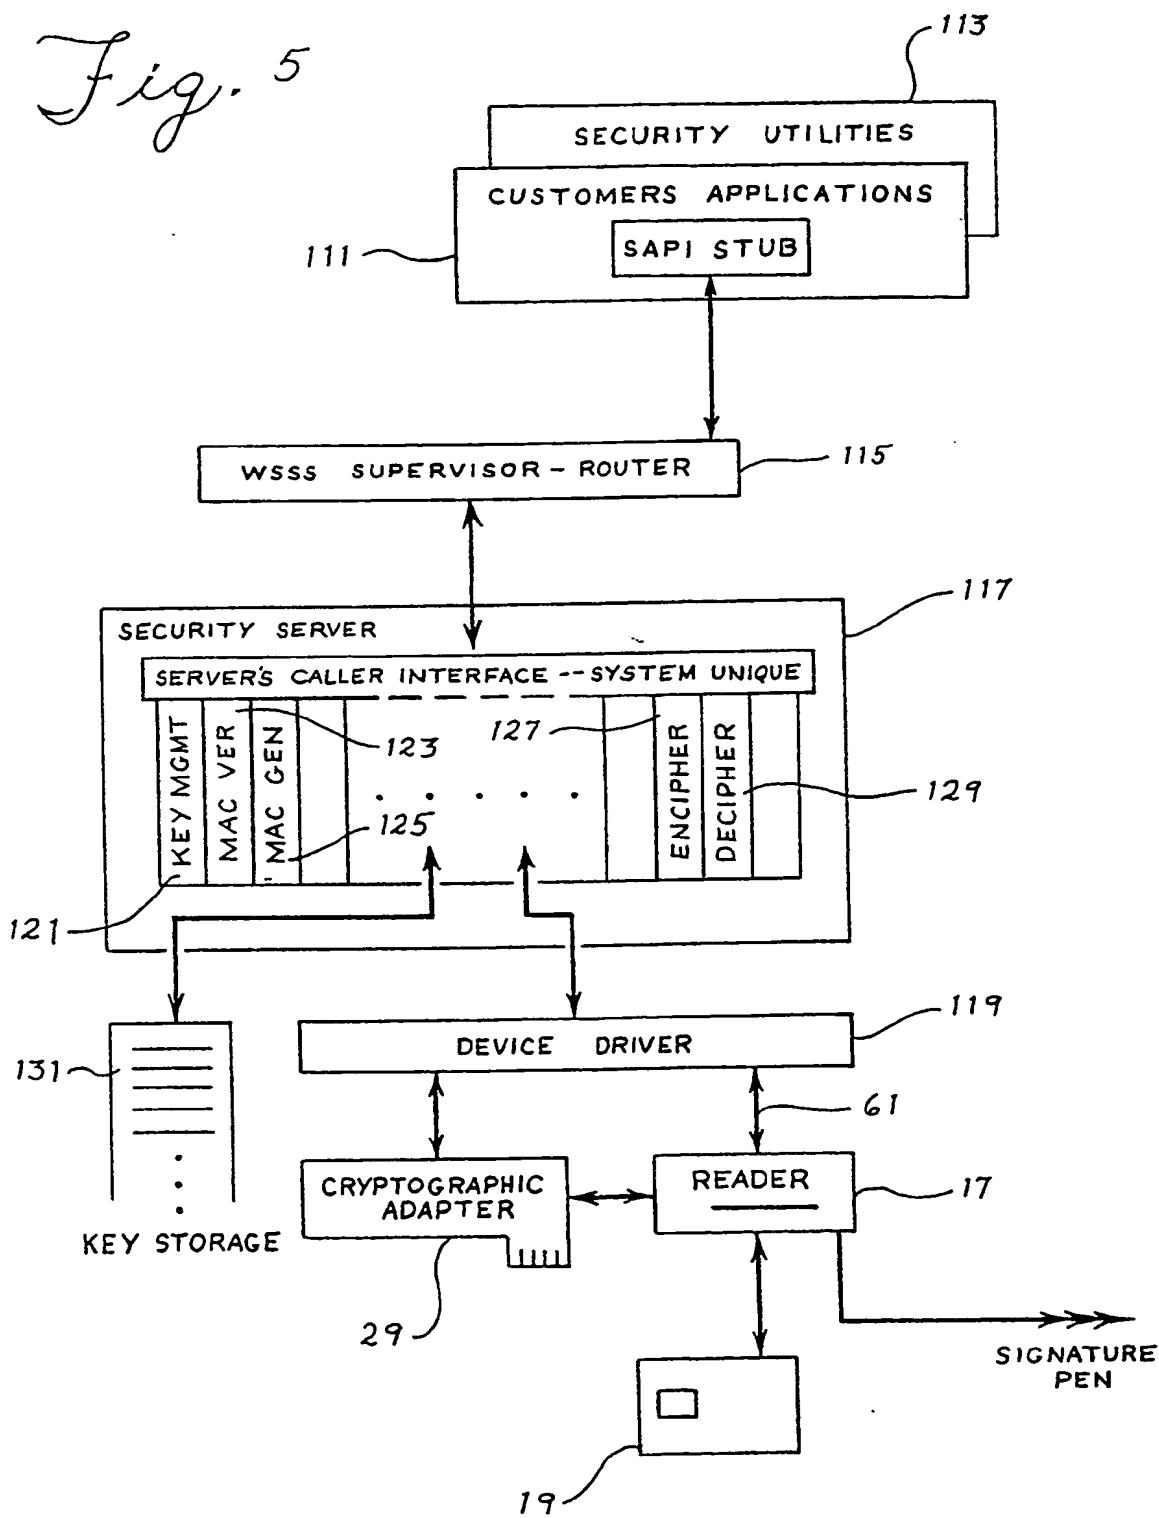 Fig. 5
113
SECURITY UTILITIES
CUSTOMERS APPLICATIONS
111
SAPI STUB
WSSS SUPERVISOR - ROUTER
115
117
SECURITY SERVER
SERVER'S CALLER INTERFACE -- SYSTEM UNIQUE
KEY MGMT
MAC VER
MAC GEN
123
125
127
ENCIPHER
DECIPHER
129
121
119
DEVICE DRIVER
131
61
CRYPTOGRAPHIC
ADAPTER
READER
17
KEY STORAGE
29
SIGNATURE
PEN
19